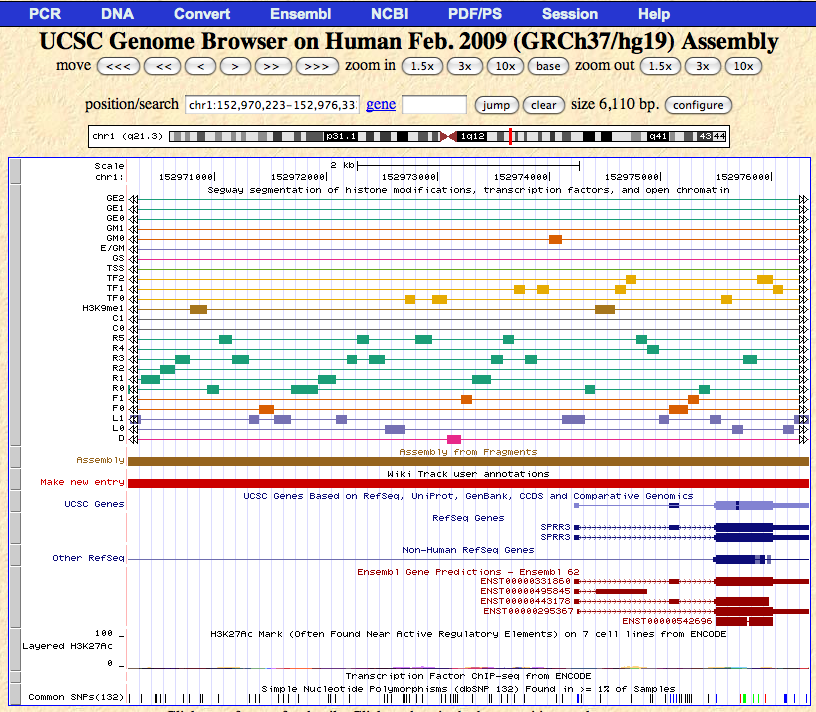 PCR DNA Convert Ensembl NCBI PDF/PS Session Help
UCSC Genome Browser on Human Feb. 2009 (GRCh37/hg19) Assembly
move <<< << < > >> >>> zoom in 1.5x 3x 10x base zoom out 1.5x 3x 10x
position/search chr1:152,970,223-152,976,33 gene jump clear size 6,110 bp. configure
chr1 (q21.3) p31.1 1q12 q41 43 44
Scale 2 kb
chr1: 152971000 152972000 152973000 152974000 152975000 152976000
Segway segmentation of histone modifications, transcription factors, and open chromatin
GE2
GE1
GE0
GM1
GM0
E/GM
GS
TSS
TF2
TF1
TF0
H3K9me1
C1
C0
R5
R4
R3
R2
R1
R0
F1
F0
L1
L0
D
Assembly from Fragments
Assembly
Wiki Track user annotations
Make new entry
UCSC Genes Based on RefSeq, UniProt, GenBank, CCDS and Comparative Genomics
UCSC Genes
RefSeq Genes
SPRR3
SPRR3
Non-Human RefSeq Genes
Other RefSeq
Ensembl Gene Predictions - Ensembl 62
ENST00000331860
ENST00000495845
ENST00000443178
ENST00000295367
ENST00000542696
H3K27Ac Mark (Often Found Near Active Regulatory Elements) on 7 cell lines from ENCODE
100 _
Layered H3K27Ac
0 _
Transcription Factor ChIP-seq from ENCODE
Simple Nucleotide Polymorphisms (dbSNP 132) Found in >= 1% of Samples
Common SNPs(132)